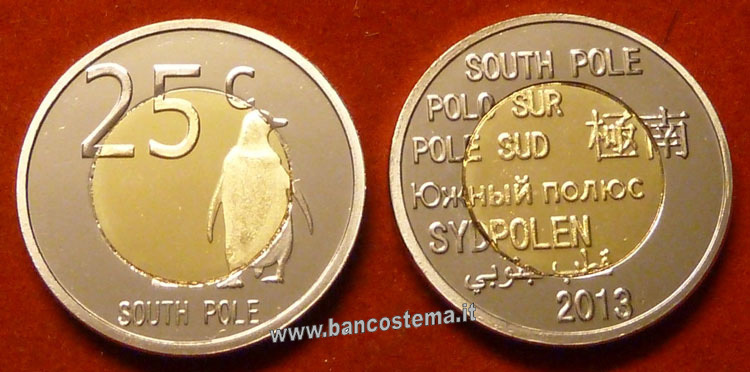 25 C
SOUTH POLE
SOUTH POLE
POLO SUR
POLE SUD 極南
Южный полюс
SYDPOLEN
قطب جنوبي
2013
www.bancostema.it